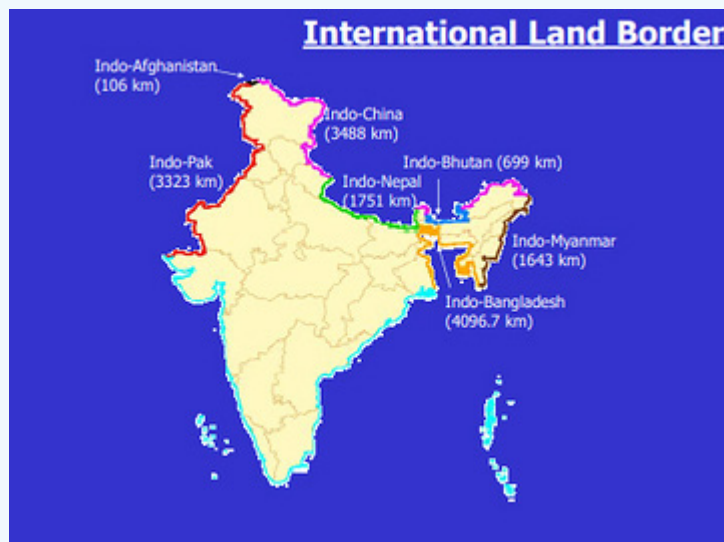 International Land Border
Indo-Afghanistan
(106 km)
Indo-China
(3488 km)
Indo-Pak
(3323 km)
Indo-Bhutan (699 km)
Indo-Nepal
(1751 km)
Indo-Myanmar
(1643 km)
Indo-Bangladesh
(4096.7 km)